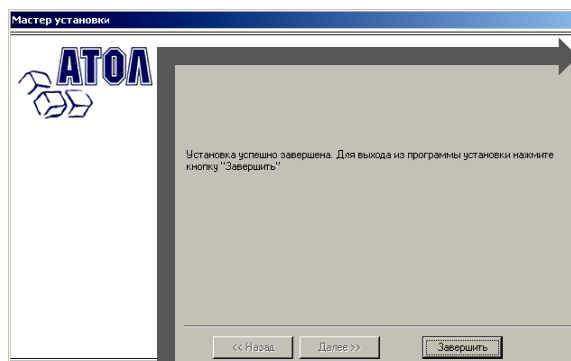 Мастер установки
АТОЛ
Установка успешно завершена. Для выхода из программы установки нажмите
кнопку "Завершить"
<< Назад
Далее >>
Завершить